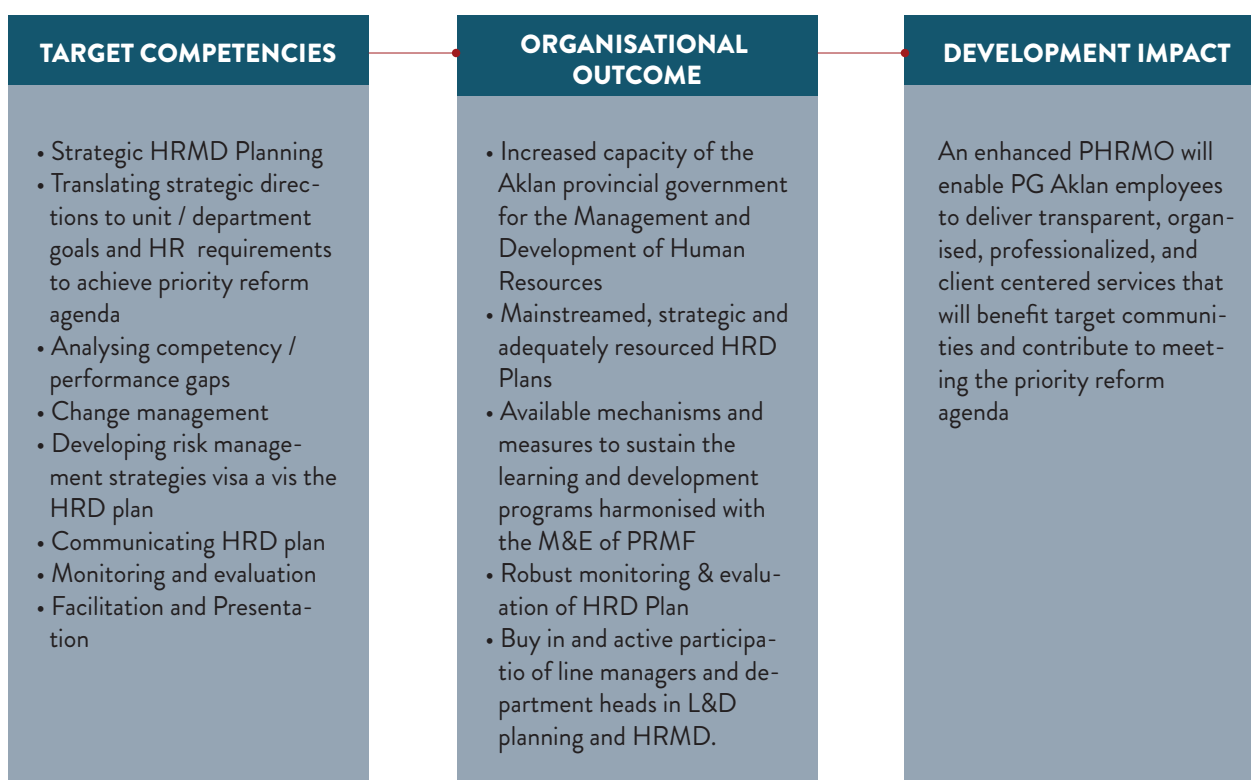 TARGET COMPETENCIES
• Strategic HRMD Planning
• Translating strategic direc-
tions to unit / department
goals and HR requirements
to achieve priority reform
agenda
• Analysing competency /
performance gaps
• Change management
• Developing risk manage-
ment strategies visa a vis the
HRD plan
• Communicating HRD plan
• Monitoring and evaluation
• Facilitation and Presenta-
tion
ORGANISATIONAL
OUTCOME
• Increased capacity of the
Aklan provincial government
for the Management and
Development of Human
Resources
• Mainstreamed, strategic and
adequately resourced HRD
Plans
• Available mechanisms and
measures to sustain the
learning and development
programs harmonised with
the M&E of PRMF
• Robust monitoring & evalu-
ation of HRD Plan
• Buy in and active participa-
tio of line managers and de-
partment heads in L&D
planning and HRMD.
DEVELOPMENT IMPACT
An enhanced PHRMO will
enable PG Aklan employees
to deliver transparent, organ-
ised, professionalized, and
client centered services that
will benefit target communi-
ties and contribute to meet-
ing the priority reform
agenda